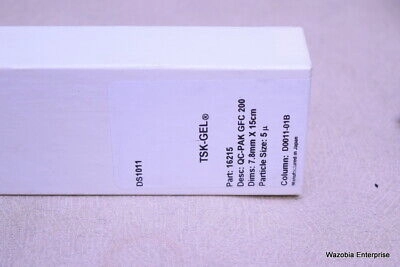 DS1011
TSK-GEL®
Part: 16215
Desc: QC-PAK GFC 200
Dims: 7.8mm X 15cm
Particle Size: 5 µ
Column: D0011-01B
Manufactured in Japan
Wazobia Enterprise